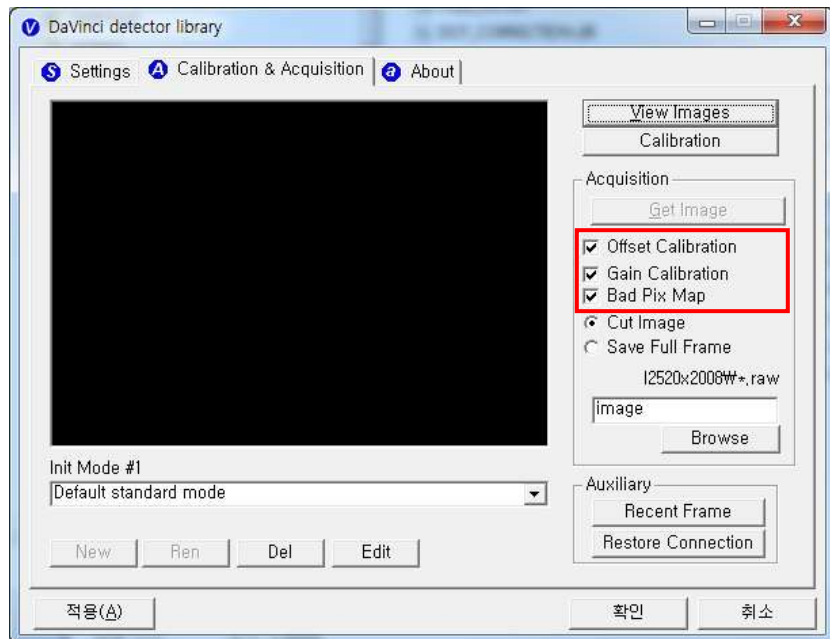 DaVinci detector library
Settings Calibration & Acquisition About
View Images
Calibration
Acquisition
Get Image
Offset Calibration
Gain Calibration
Bad Pix Map
Cut Image
Save Full Frame
I2520x2008₩*,raw
image
Browse
Init Mode #1
Default standard mode
Auxiliary
Recent Frame
Restore Connection
New Ren Del Edit
적용(A) 확인 취소